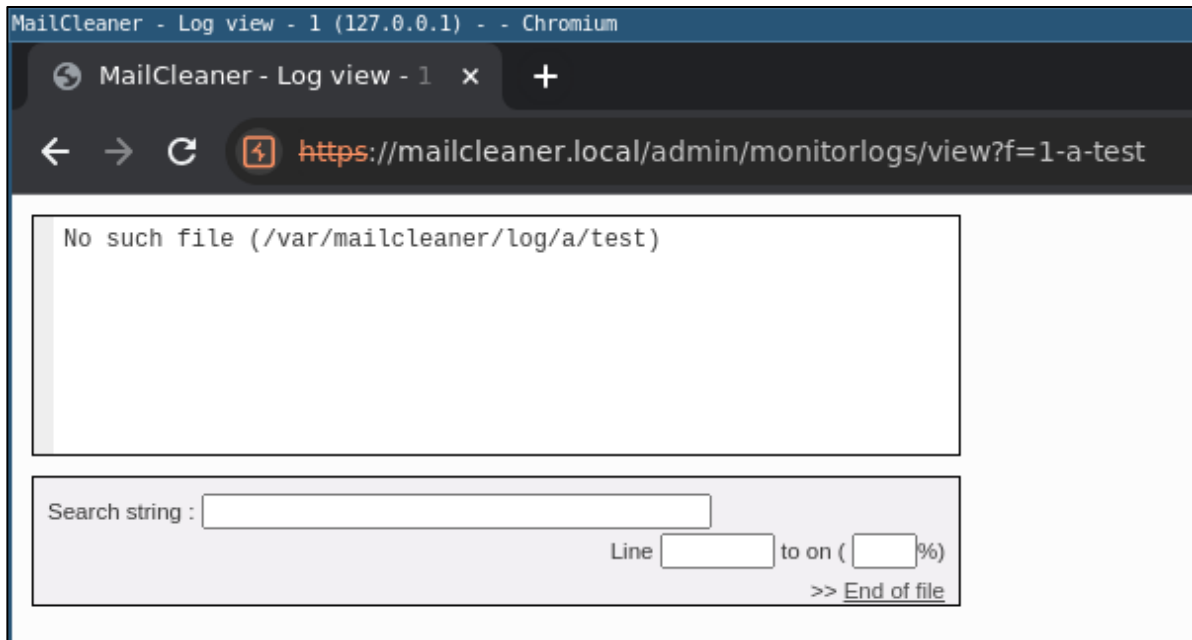 MailCleaner - Log view - 1 (127.0.0.1) - - Chromium
MailCleaner - Log view - 1
https://mailcleaner.local/admin/monitorlogs/view?f=1-a-test
No such file (/var/mailcleaner/log/a/test)
Search string :
Line to on ( %)
>> End of file